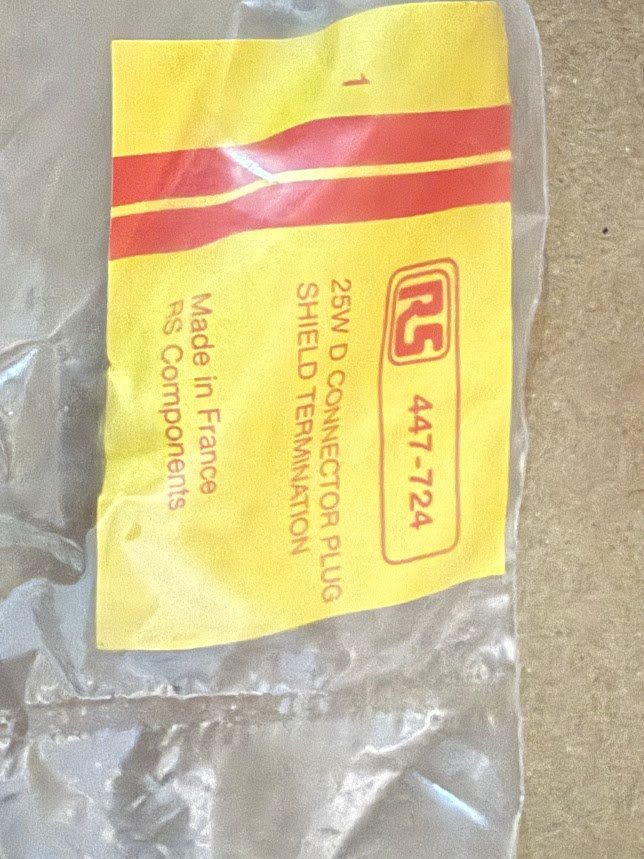 1
RS 447-724
25W D CONNECTOR PLUG
SHIELD TERMINATION
Made in France
RS Components